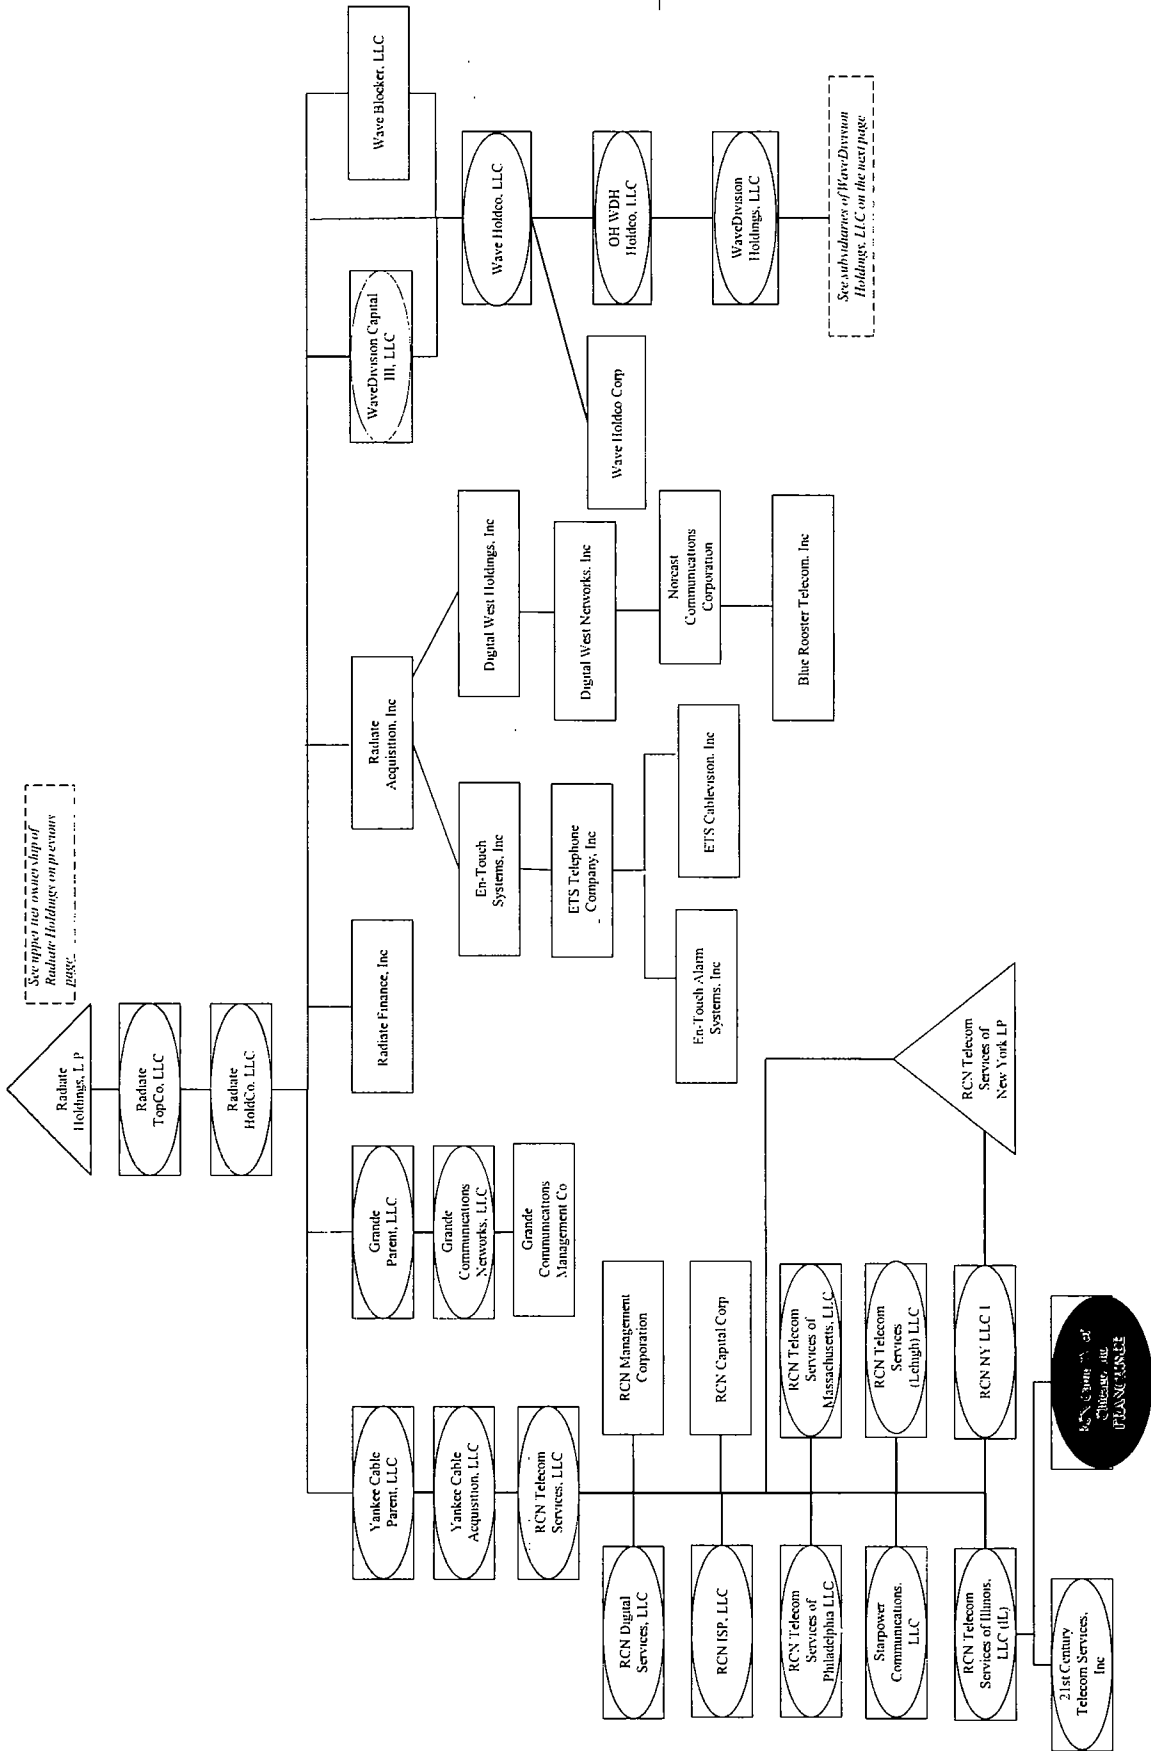 See upper tier ownership of
Radiate Holdings on previous
page
Radiate
Holdings, L P
Radiate
TopCo, LLC
Radiate
HoldCo, LLC
Yankee Cable
Parent, LLC
Yankee Cable
Acquisition, LLC
RCN Telecom
Services, LLC
RCN Digital
Services, LLC
RCN Management
Corporation
RCN ISP, LLC
RCN Capital Corp
RCN Telecom
Services of
Philadelphia LLC
RCN Telecom
Services of
Massachusetts, LLC
Starpower
Communications,
LLC
RCN Telecom
Services
(Lehigh) LLC
RCN Telecom
Services of Illinois,
LLC (IL)
RCN NY LLC 1
RCN Telecom
Services of
New York LP
21st Century
Telecom Services,
Inc
Chicago, Inc
FRANCHISEE
Grande
Parent, LLC
Grande
Communications
Networks, LLC
Grande
Communications
Management Co
Radiate Finance, Inc
Radiate
Acquisition, Inc
En-Touch
Systems, Inc
ETS Telephone
Company, Inc
En-Touch Alarm
Systems, Inc
ETS Cablevision, Inc
Digital West Holdings, Inc
Digital West Networks, Inc
Norcast
Communications
Corporation
Blue Rooster Telecom, Inc
WaveDivision Capital
III, LLC
Wave Blocker, LLC
Wave Holdco, LLC
Wave Holdco Corp
OH WDH
Holdco, LLC
WaveDivision
Holdings, LLC
See subsidiaries of WaveDivision
Holdings, LLC on the next page